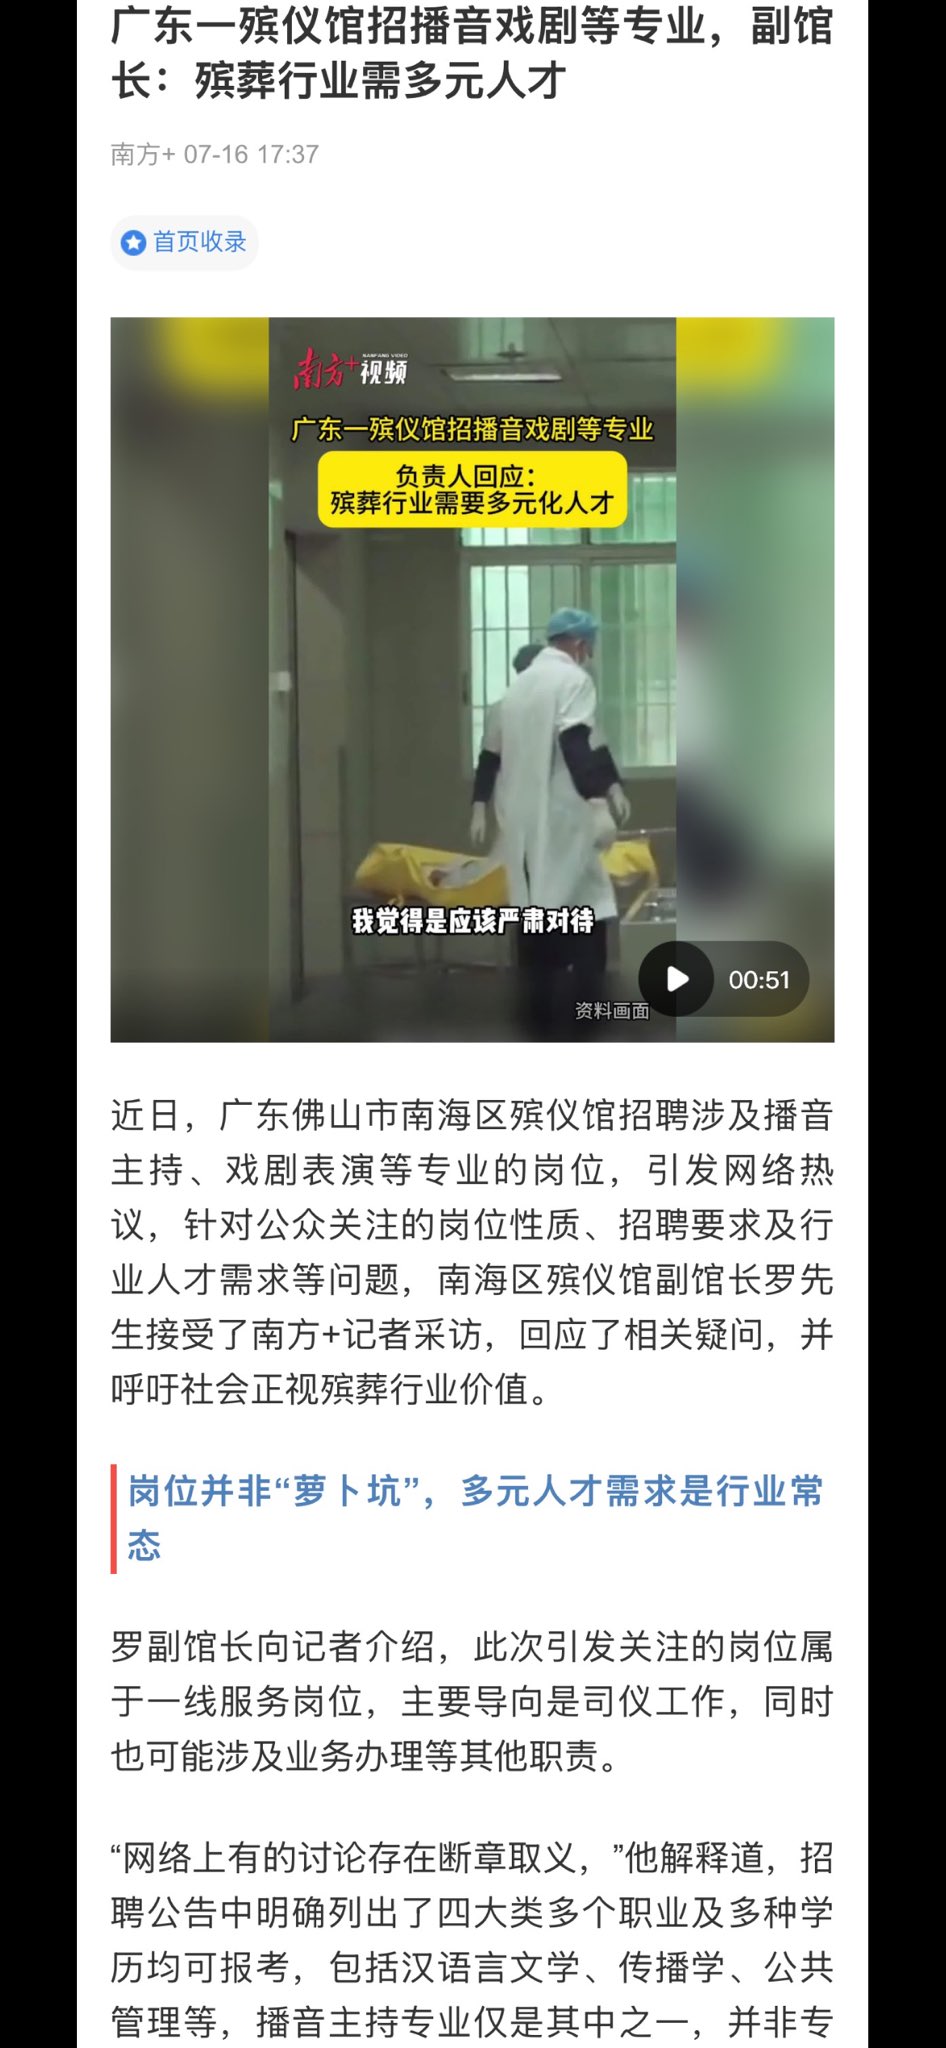 广东一殡仪馆招播音戏剧等专业，副馆
长：殡葬行业需多元人才
南方+ 07-16 17:37
首页收录
南方+视频
NANFANG VIDEO
广东一殡仪馆招播音戏剧等专业
负责人回应：
殡葬行业需要多元化人才
我觉得是应该严肃对待
00:51
资料画面
近日，广东佛山市南海区殡仪馆招聘涉及播音
主持、戏剧表演等专业的岗位，引发网络热
议，针对公众关注的岗位性质、招聘要求及行
业人才需求等问题，南海区殡仪馆副馆长罗先
生接受了南方+记者采访，回应了相关疑问，并
呼吁社会正视殡葬行业价值。
岗位并非“萝卜坑”，多元人才需求是行业常
态
罗副馆长向记者介绍，此次引发关注的岗位属
于一线服务岗位，主要导向是司仪工作，同时
也可能涉及业务办理等其他职责。
“网络上有的讨论存在断章取义，”他解释道，招
聘公告中明确列出了四大类多个职业及多种学
历均可报考，包括汉语言文学、传播学、公共
管理等，播音主持专业仅是其中之一，并非专